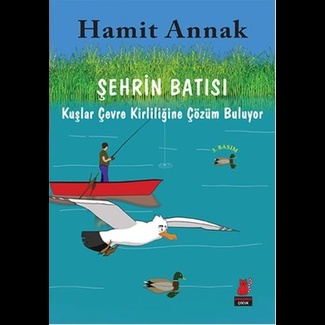 Hamit Annak
ŞEHRİN BATISI
Kuşlar Çevre Kirliliğine Çözüm Buluyor
3. BASIM